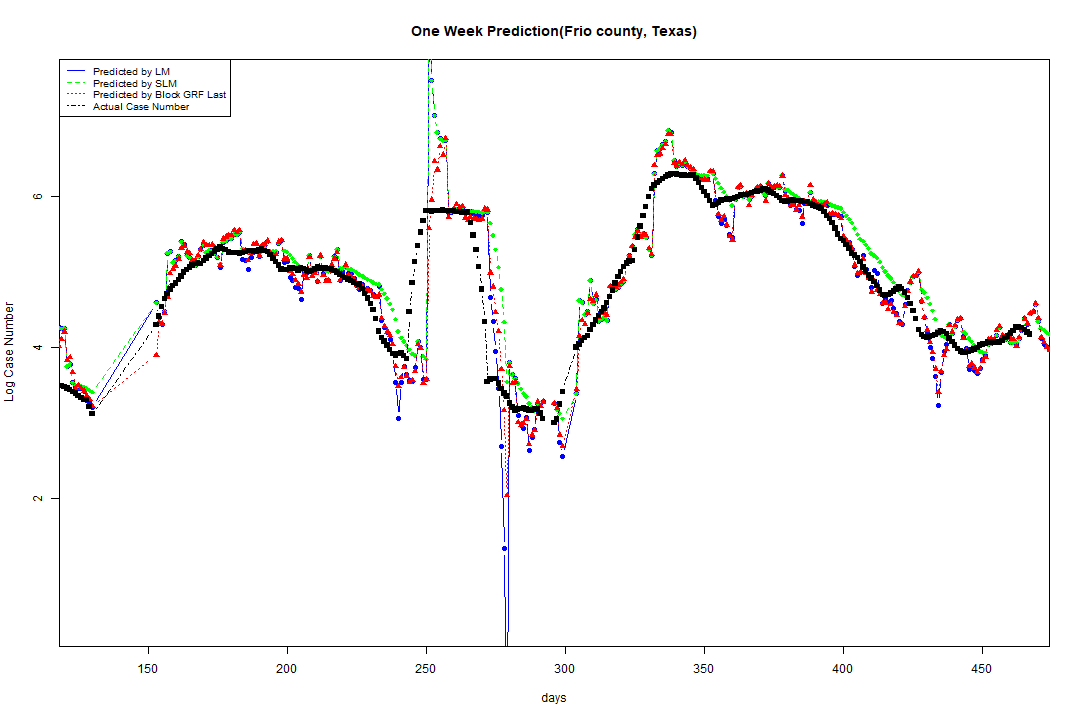 One Week Prediction(Frio county, Texas)
Predicted by LM
Predicted by SLM
Predicted by Block GRF Last
Actual Case Number
Log Case Number
6
4
2
150 200 250 300 350 400 450
days